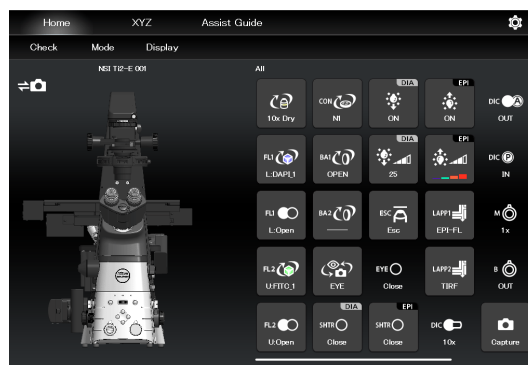 Home XYZ Assist Guide
Check Mode Display
NSI Ti2-E 001 All
DIA EPI
CON DIC A
10x Dry N1 ON ON OUT
DIA EPI
FL1 BA1 DIC P
L:DAPI_1 OPEN 25 IN
FL1 BA2 ESC LAPP1 M
L:Open Esc EPI-FL 1x
FL2 EYE LAPP2 B
U:FITC_1 EYE Close TIRF OUT
DIA EPI
FL2 SHTR SHTR DIC
U:Open Close Close 10x Capture